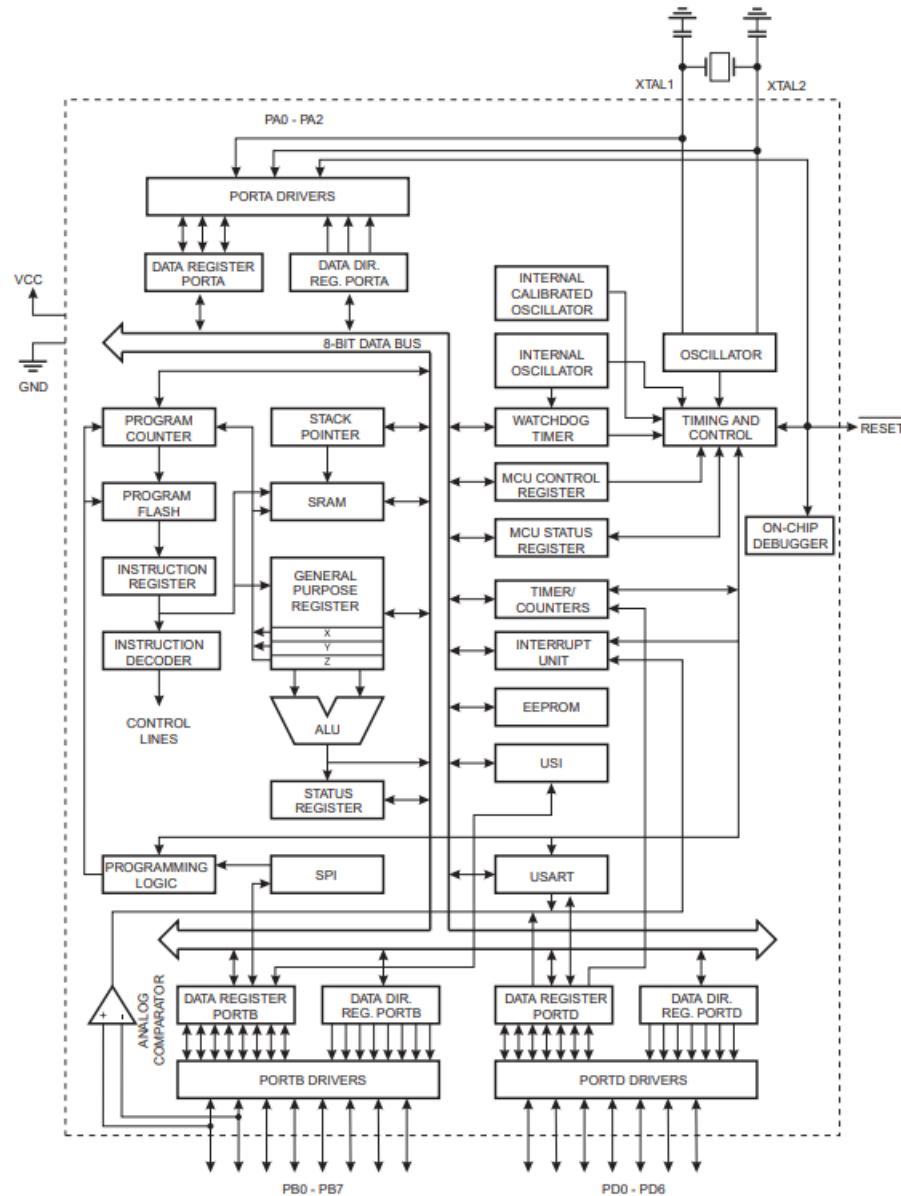 XTAL1
XTAL2
PA0 - PA2
PORTA DRIVERS
DATA REGISTER
PORTA
DATA DIR.
REG. PORTA
VCC
GND
8-BIT DATA BUS
INTERNAL
CALIBRATED
OSCILLATOR
INTERNAL
OSCILLATOR
OSCILLATOR
PROGRAM
COUNTER
STACK
POINTER
WATCHDOG
TIMER
TIMING AND
CONTROL
RESET
PROGRAM
FLASH
SRAM
MCU CONTROL
REGISTER
MCU STATUS
REGISTER
ON-CHIP
DEBUGGER
INSTRUCTION
REGISTER
GENERAL
PURPOSE
REGISTER
X
Y
Z
TIMER/
COUNTERS
INSTRUCTION
DECODER
INTERRUPT
UNIT
CONTROL
LINES
ALU
EEPROM
USI
STATUS
REGISTER
PROGRAMMING
LOGIC
SPI
USART
ANALOG
COMPARATOR
+
-
DATA REGISTER
PORTB
DATA DIR.
REG. PORTB
DATA REGISTER
PORTD
DATA DIR.
REG. PORTD
PORTB DRIVERS
PORTD DRIVERS
PB0 - PB7
PD0 - PD6